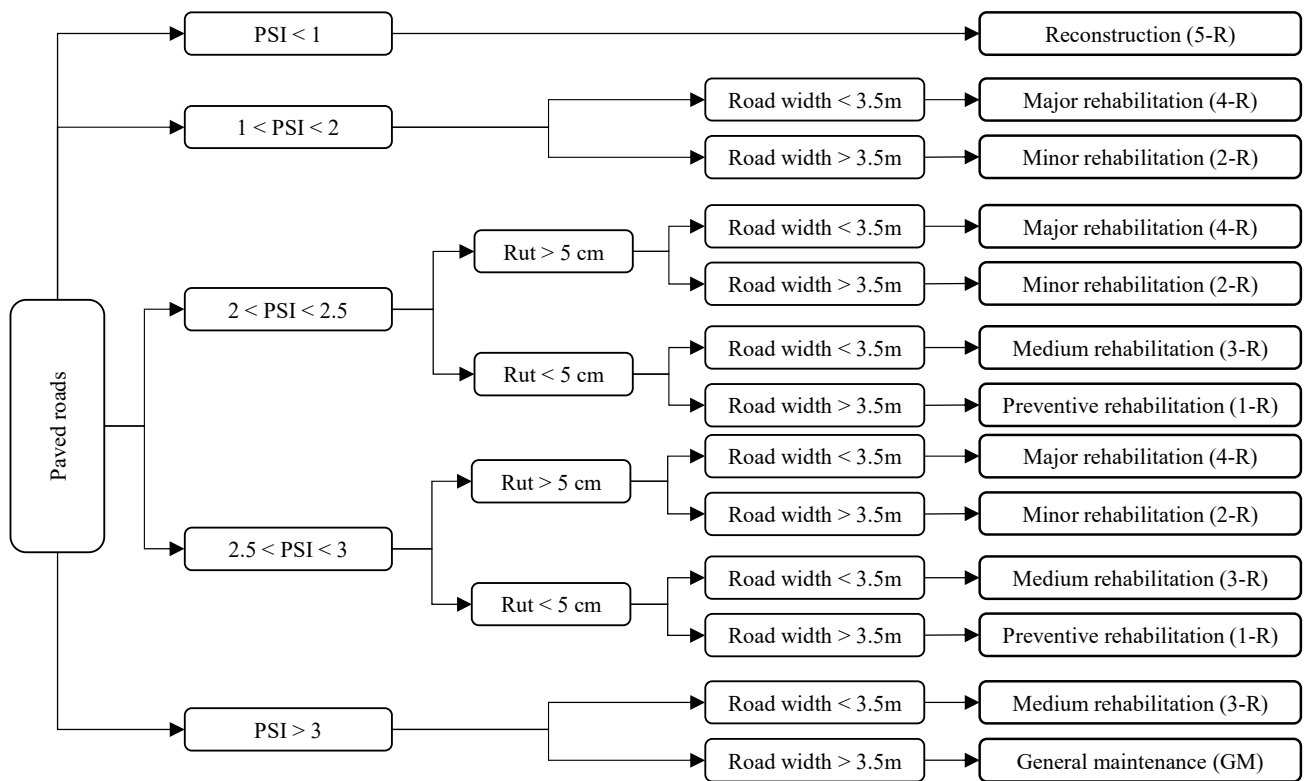 PSI < 1
Reconstruction (5-R)
1 < PSI < 2
Road width < 3.5m
Major rehabilitation (4-R)
Road width > 3.5m
Minor rehabilitation (2-R)
Paved roads
2 < PSI < 2.5
Rut > 5 cm
Road width < 3.5m
Major rehabilitation (4-R)
Road width > 3.5m
Minor rehabilitation (2-R)
Rut < 5 cm
Road width < 3.5m
Medium rehabilitation (3-R)
Road width > 3.5m
Preventive rehabilitation (1-R)
2.5 < PSI < 3
Rut > 5 cm
Road width < 3.5m
Major rehabilitation (4-R)
Road width > 3.5m
Minor rehabilitation (2-R)
Rut < 5 cm
Road width < 3.5m
Medium rehabilitation (3-R)
Road width > 3.5m
Preventive rehabilitation (1-R)
PSI > 3
Road width < 3.5m
Medium rehabilitation (3-R)
Road width > 3.5m
General maintenance (GM)